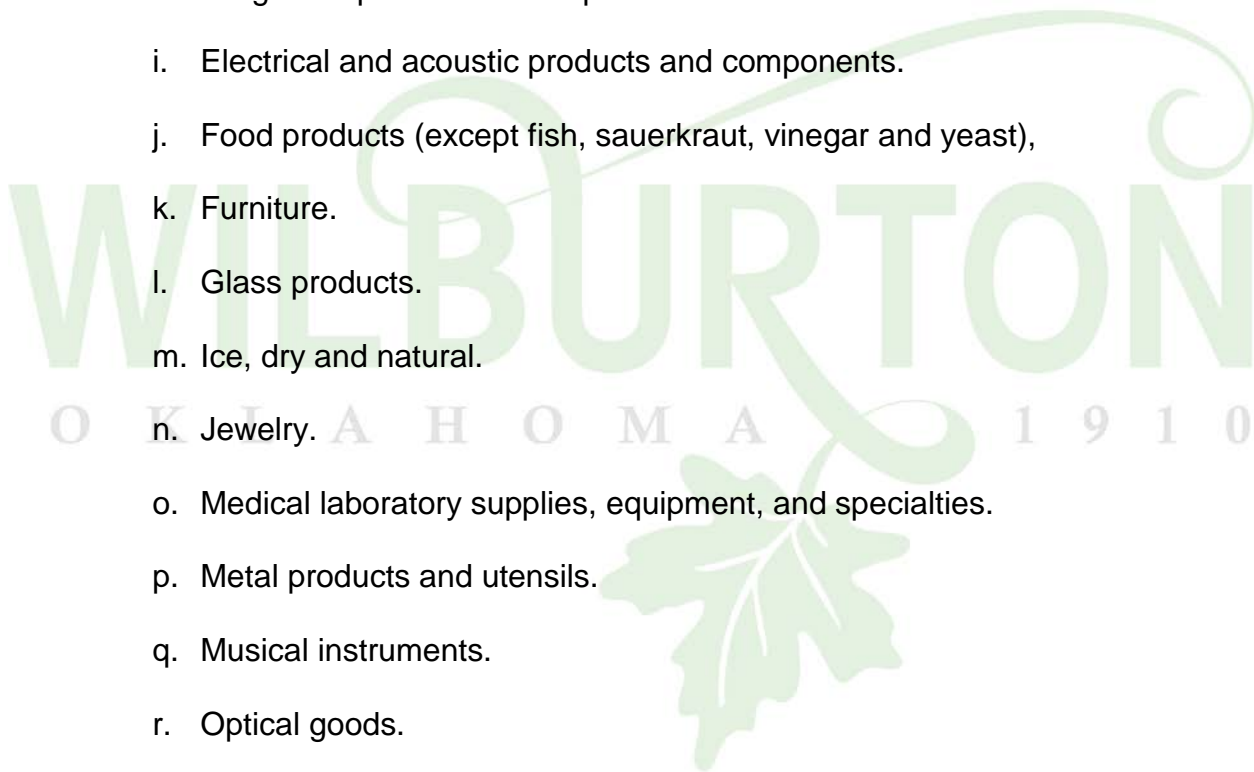 i. Electrical and acoustic products and components.
j. Food products (except fish, sauerkraut, vinegar and yeast),
k. Furniture.
l. Glass products.
m. Ice, dry and natural.
n. Jewelry.
o. Medical laboratory supplies, equipment, and specialties.
p. Metal products and utensils.
q. Musical instruments.
r. Optical goods.
WILBURTON
OKLAHOMA 1910